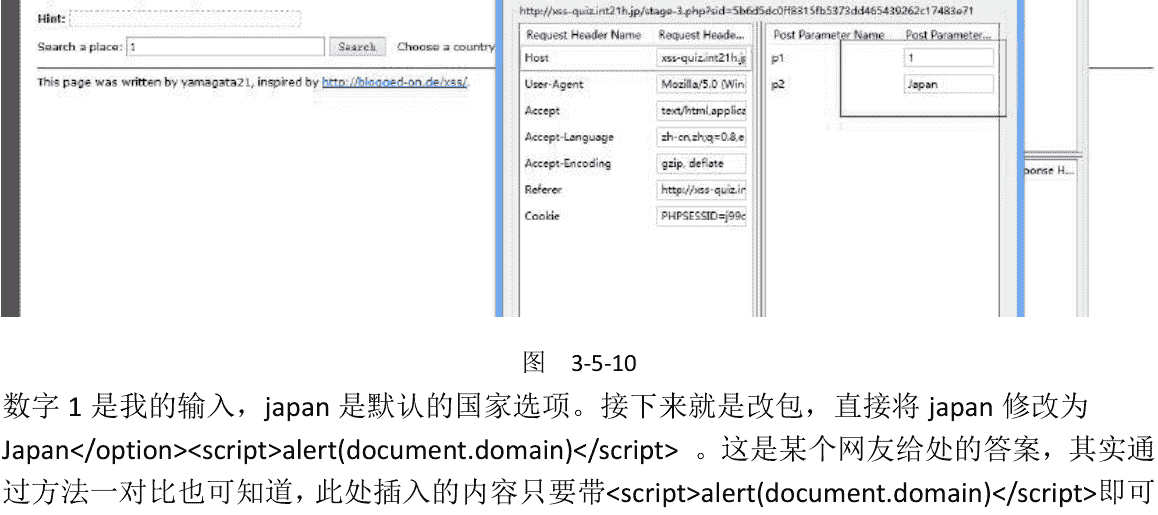 Hint:
Search a place: 1 Search Choose a country
This page was written by yamagata21, inspired by http://blogged-on.de/xss/.
http://xss-quiz.int21h.jp/stage-3.php?sid=5b6d5dc0ff8315fb5373dd465439262c17483e71
Request Header Name Request Heade... Post Parameter Name Post Parameter...
Host xss-quiz.int21h.jp p1 1
User-Agent Mozilla/5.0 (Win p2 Japan
Accept text/html,applica
Accept-Language zh-cn,zh;q=0.8,e
Accept-Encoding gzip, deflate
Referer http://xss-quiz.in
Cookie PHPSESSID=j99c
ponse H...
图 3-5-10
数字 1 是我的输入，japan 是默认的国家选项。接下来就是改包，直接将 japan 修改为
Japan</option><script>alert(document.domain)</script> 。这是某个网友给处的答案，其实通
过方法一对比也可知道，此处插入的内容只要带<script>alert(document.domain)</script>即可